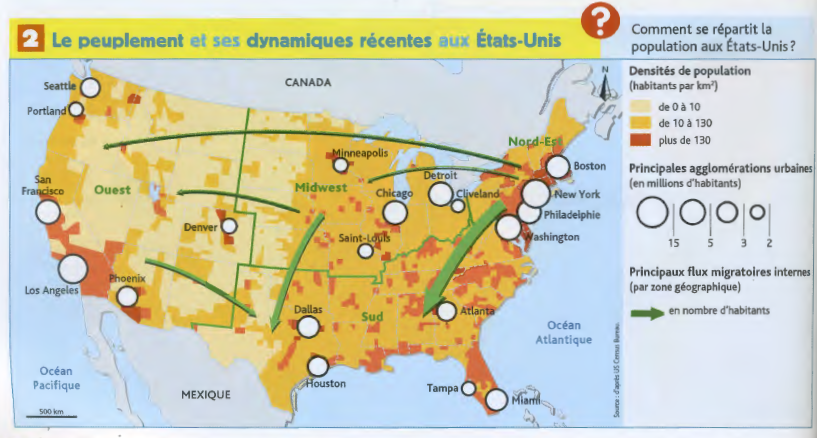 2 Le peuplement et ses dynamiques récentes aux États-Unis
?
Comment se répartit la
population aux États-Unis ?
Densités de population
(habitants par km²)
de 0 à 10
de 10 à 130
plus de 130
Principales agglomérations urbaines
(en millions d'habitants)
15 5 3 2
Principaux flux migratoires internes
(par zone géographique)
en nombre d'habitants
N
CANADA
Seattle
Portland
Nord-Es
Minneapolis
Boston
San
Francisco
Ouest
Midwest
Detroit
Chicago
Cliveland
New York
Philadelphie
Denver
Saint-Louis
Washington
Los Angeles
Phoenix
Dallas
Sud
Atlanta
Océan
Atlantique
Océan
Pacifique
MEXIQUE
Houston
Tampa
Miami
500 km
Source : d'après US Census Bureau.